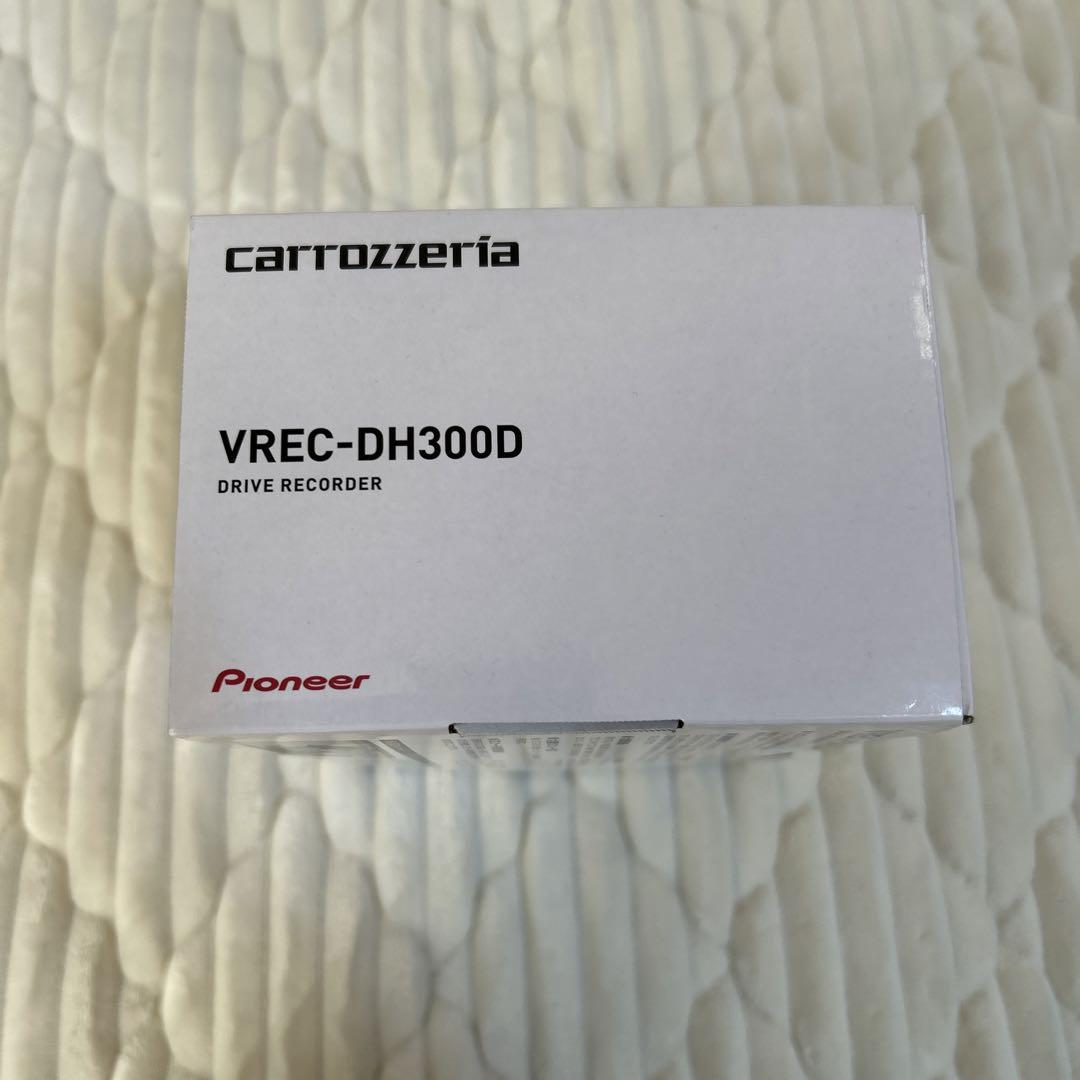 carrozzeria
VREC-DH300D
DRIVE RECORDER
Pioneer